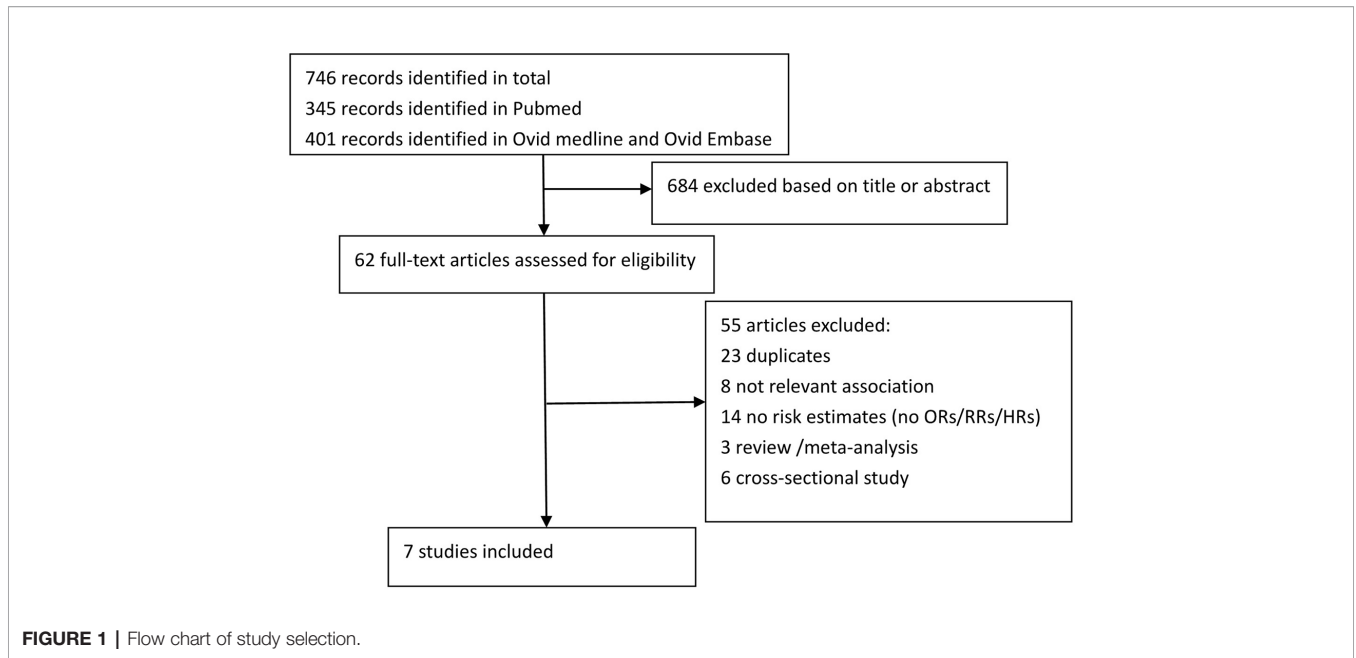 746 records identified in total
345 records identified in Pubmed
401 records identified in Ovid medline and Ovid Embase
684 excluded based on title or abstract
62 full-text articles assessed for eligibility
55 articles excluded:
23 duplicates
8 not relevant association
14 no risk estimates (no ORs/RRs/HRs)
3 review /meta-analysis
6 cross-sectional study
7 studies included
FIGURE 1 | Flow chart of study selection.